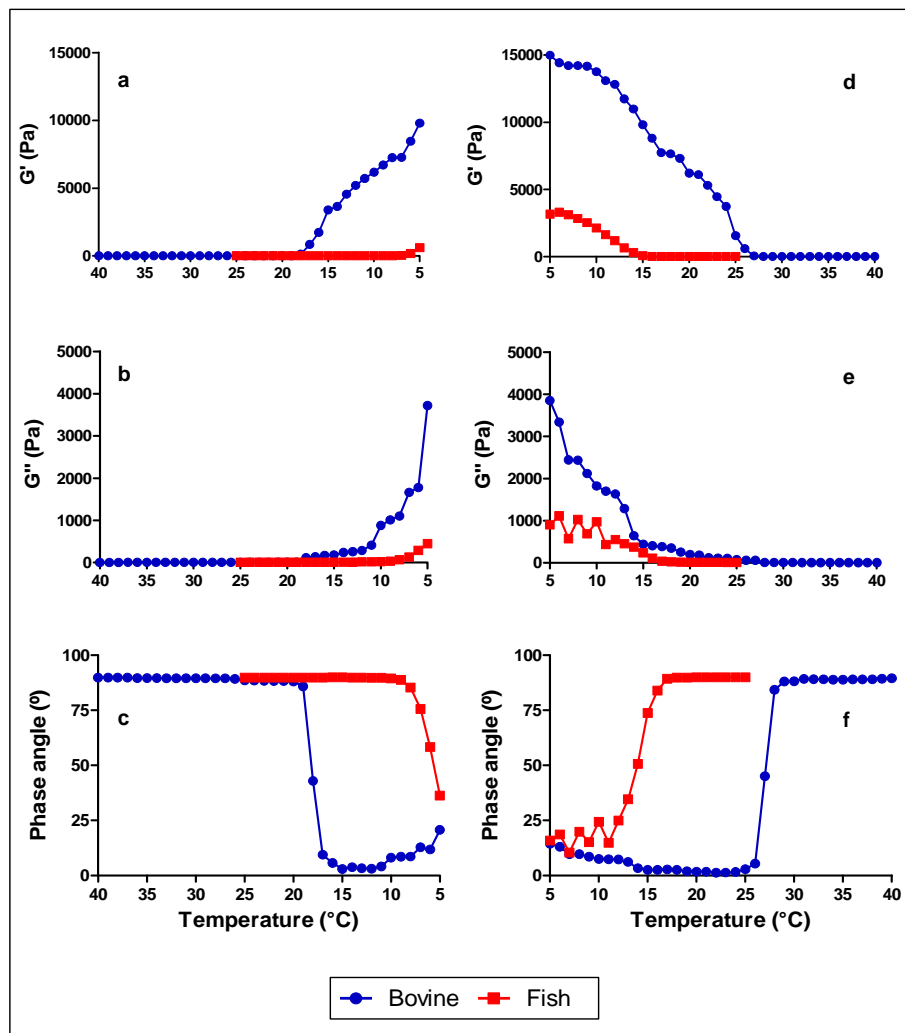 a
15000
10000
5000
0
G' (Pa)
40 35 30 25 20 15 10 5
d
15000
10000
5000
0
G' (Pa)
5 10 15 20 25 30 35 40
b
5000
4000
3000
2000
1000
0
G'' (Pa)
40 35 30 25 20 15 10 5
e
5000
4000
3000
2000
1000
0
G'' (Pa)
5 10 15 20 25 30 35 40
c
100
75
50
25
0
Phase angle (º)
40 35 30 25 20 15 10 5
Temperature (°C)
f
100
75
50
25
0
Phase angle (º)
5 10 15 20 25 30 35 40
Temperature (°C)
Bovine Fish